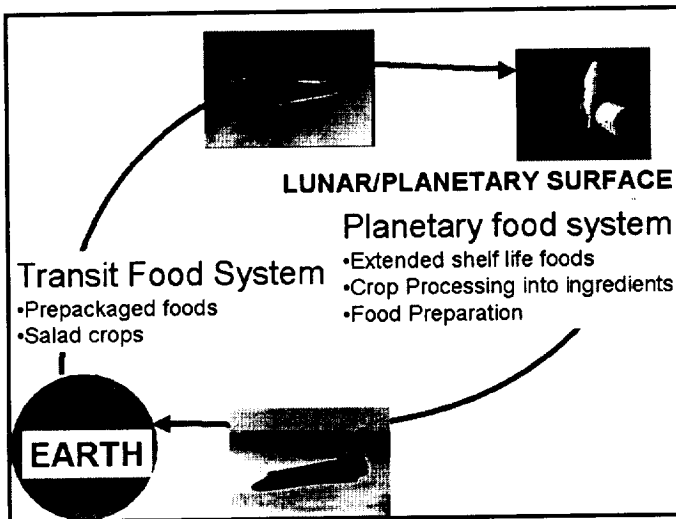 LUNAR/PLANETARY SURFACE
Planetary food system
•Extended shelf life foods
•Crop Processing into ingredients
•Food Preparation
Transit Food System
•Prepackaged foods
•Salad crops
EARTH